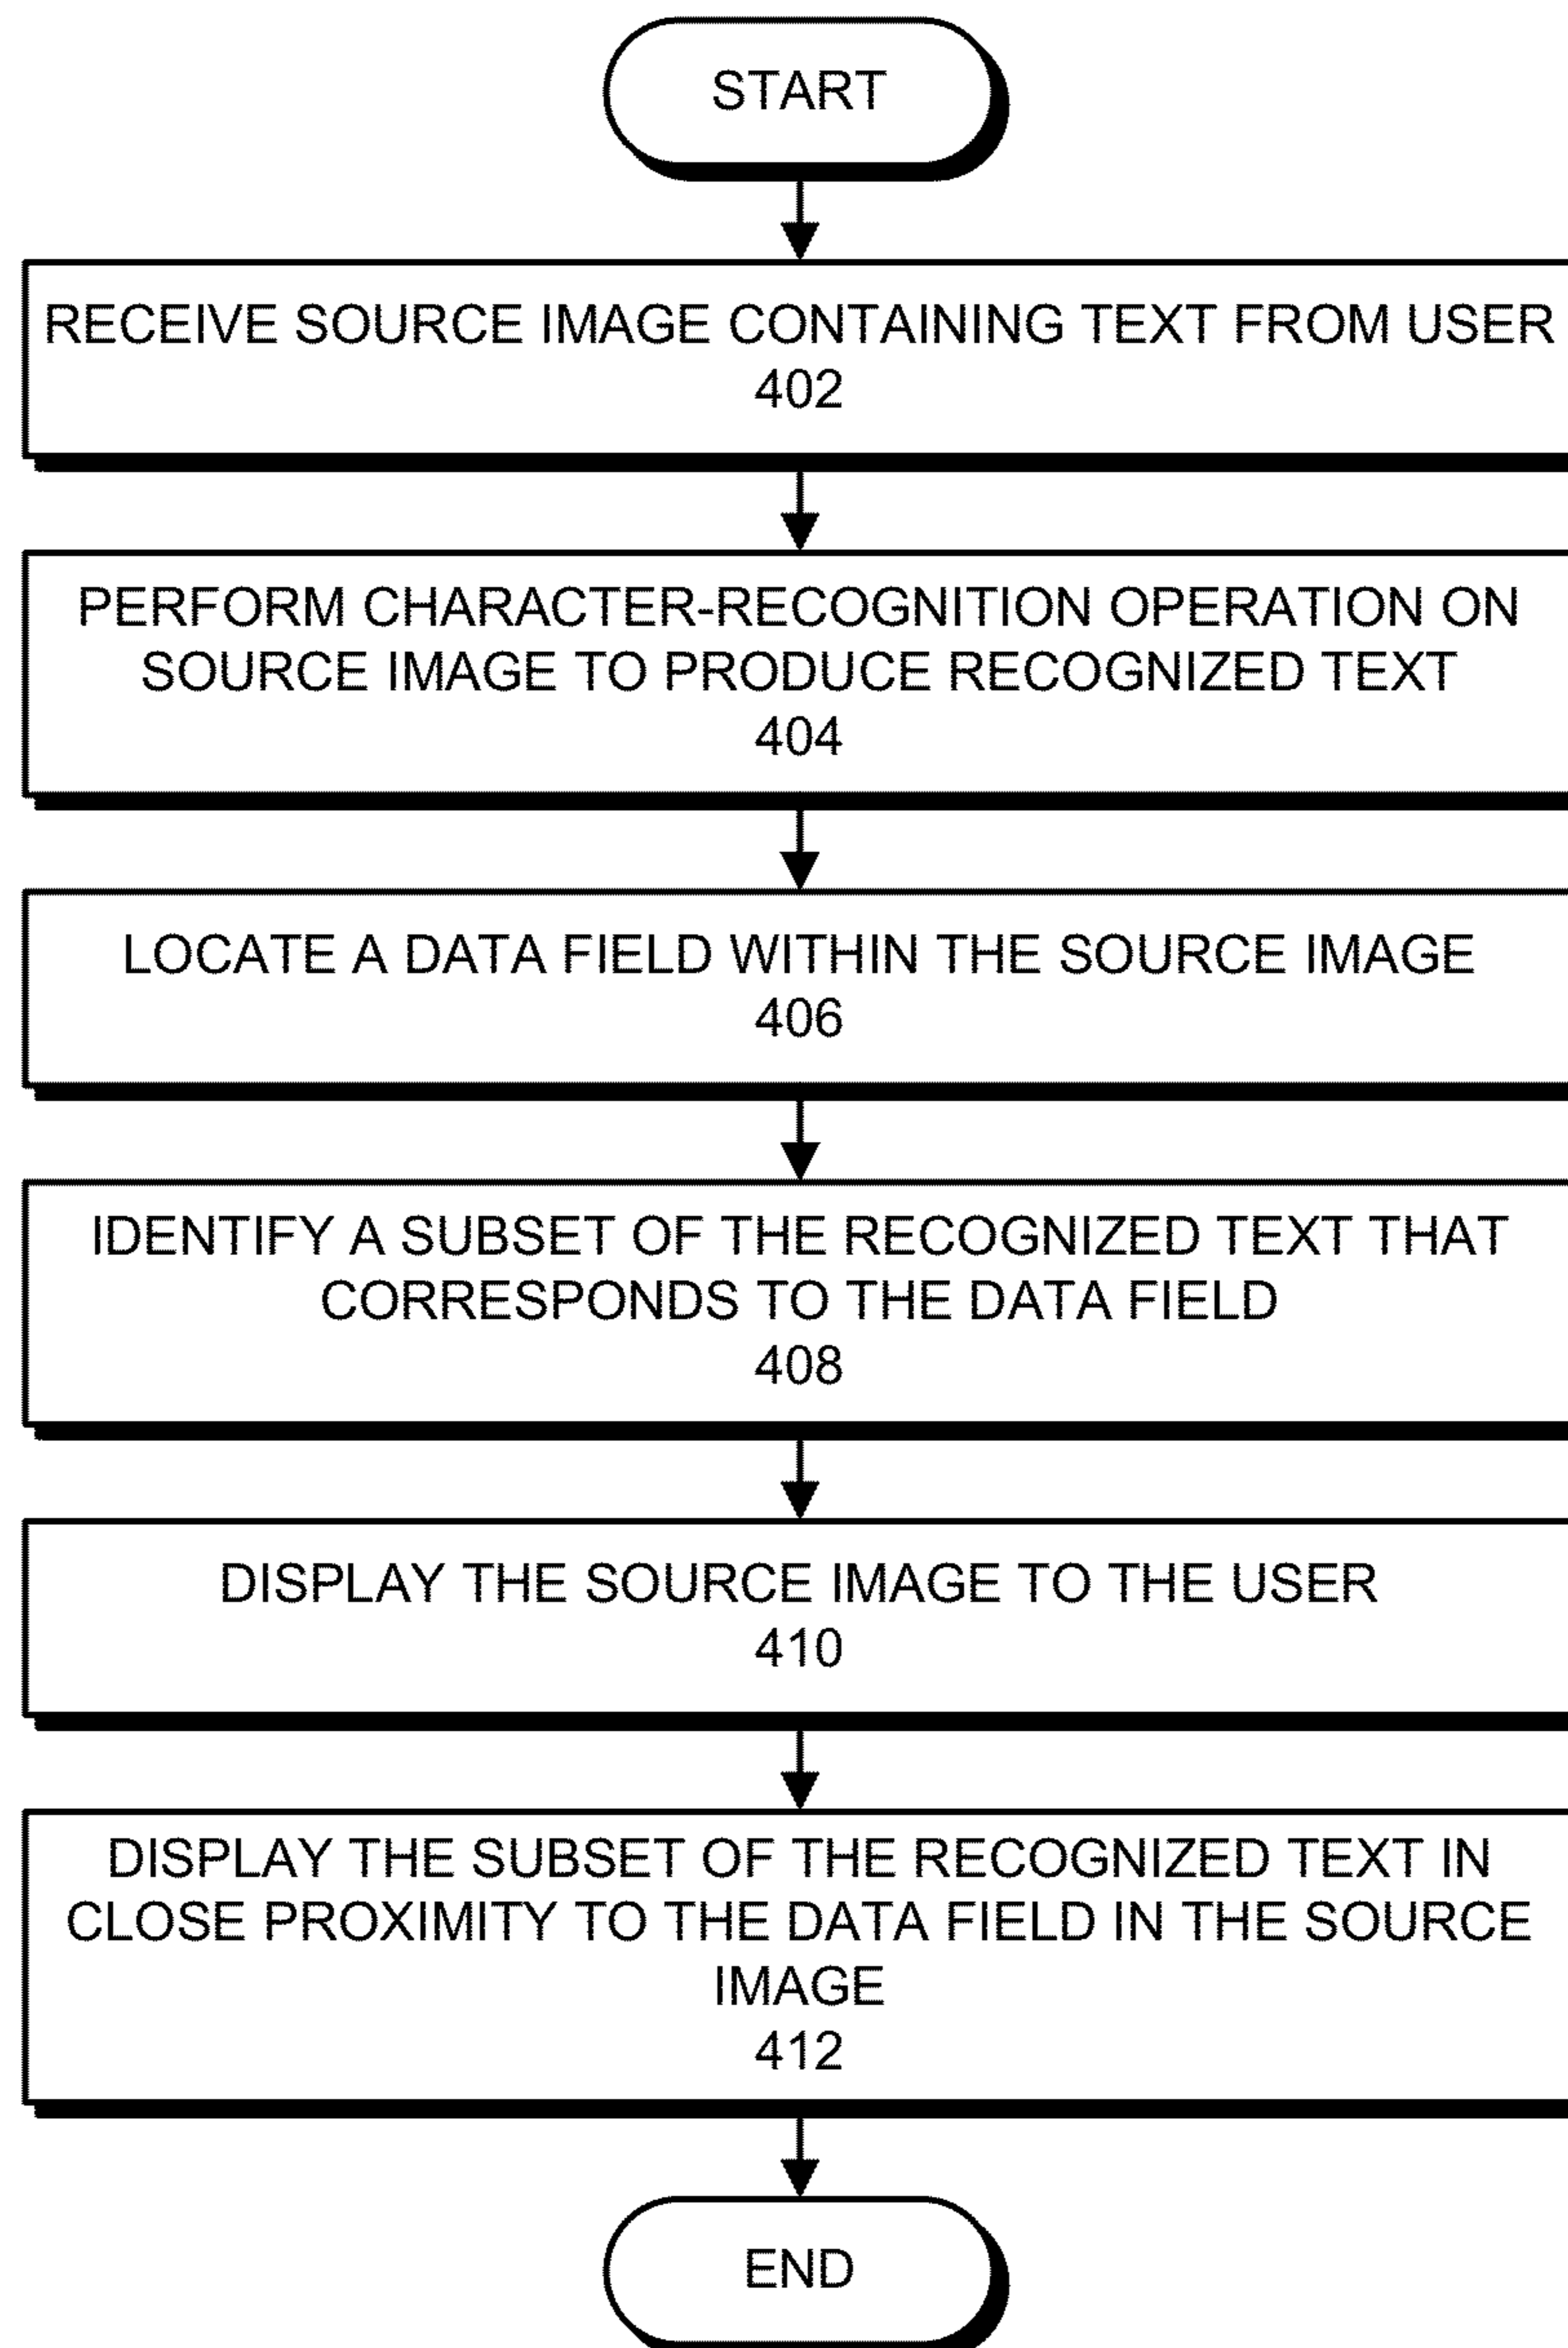 START
RECEIVE SOURCE IMAGE CONTAINING TEXT FROM USER
402
PERFORM CHARACTER-RECOGNITION OPERATION ON
SOURCE IMAGE TO PRODUCE RECOGNIZED TEXT
404
LOCATE A DATA FIELD WITHIN THE SOURCE IMAGE
406
IDENTIFY A SUBSET OF THE RECOGNIZED TEXT THAT
CORRESPONDS TO THE DATA FIELD
408
DISPLAY THE SOURCE IMAGE TO THE USER
410
DISPLAY THE SUBSET OF THE RECOGNIZED TEXT IN
CLOSE PROXIMITY TO THE DATA FIELD IN THE SOURCE
IMAGE
412
END